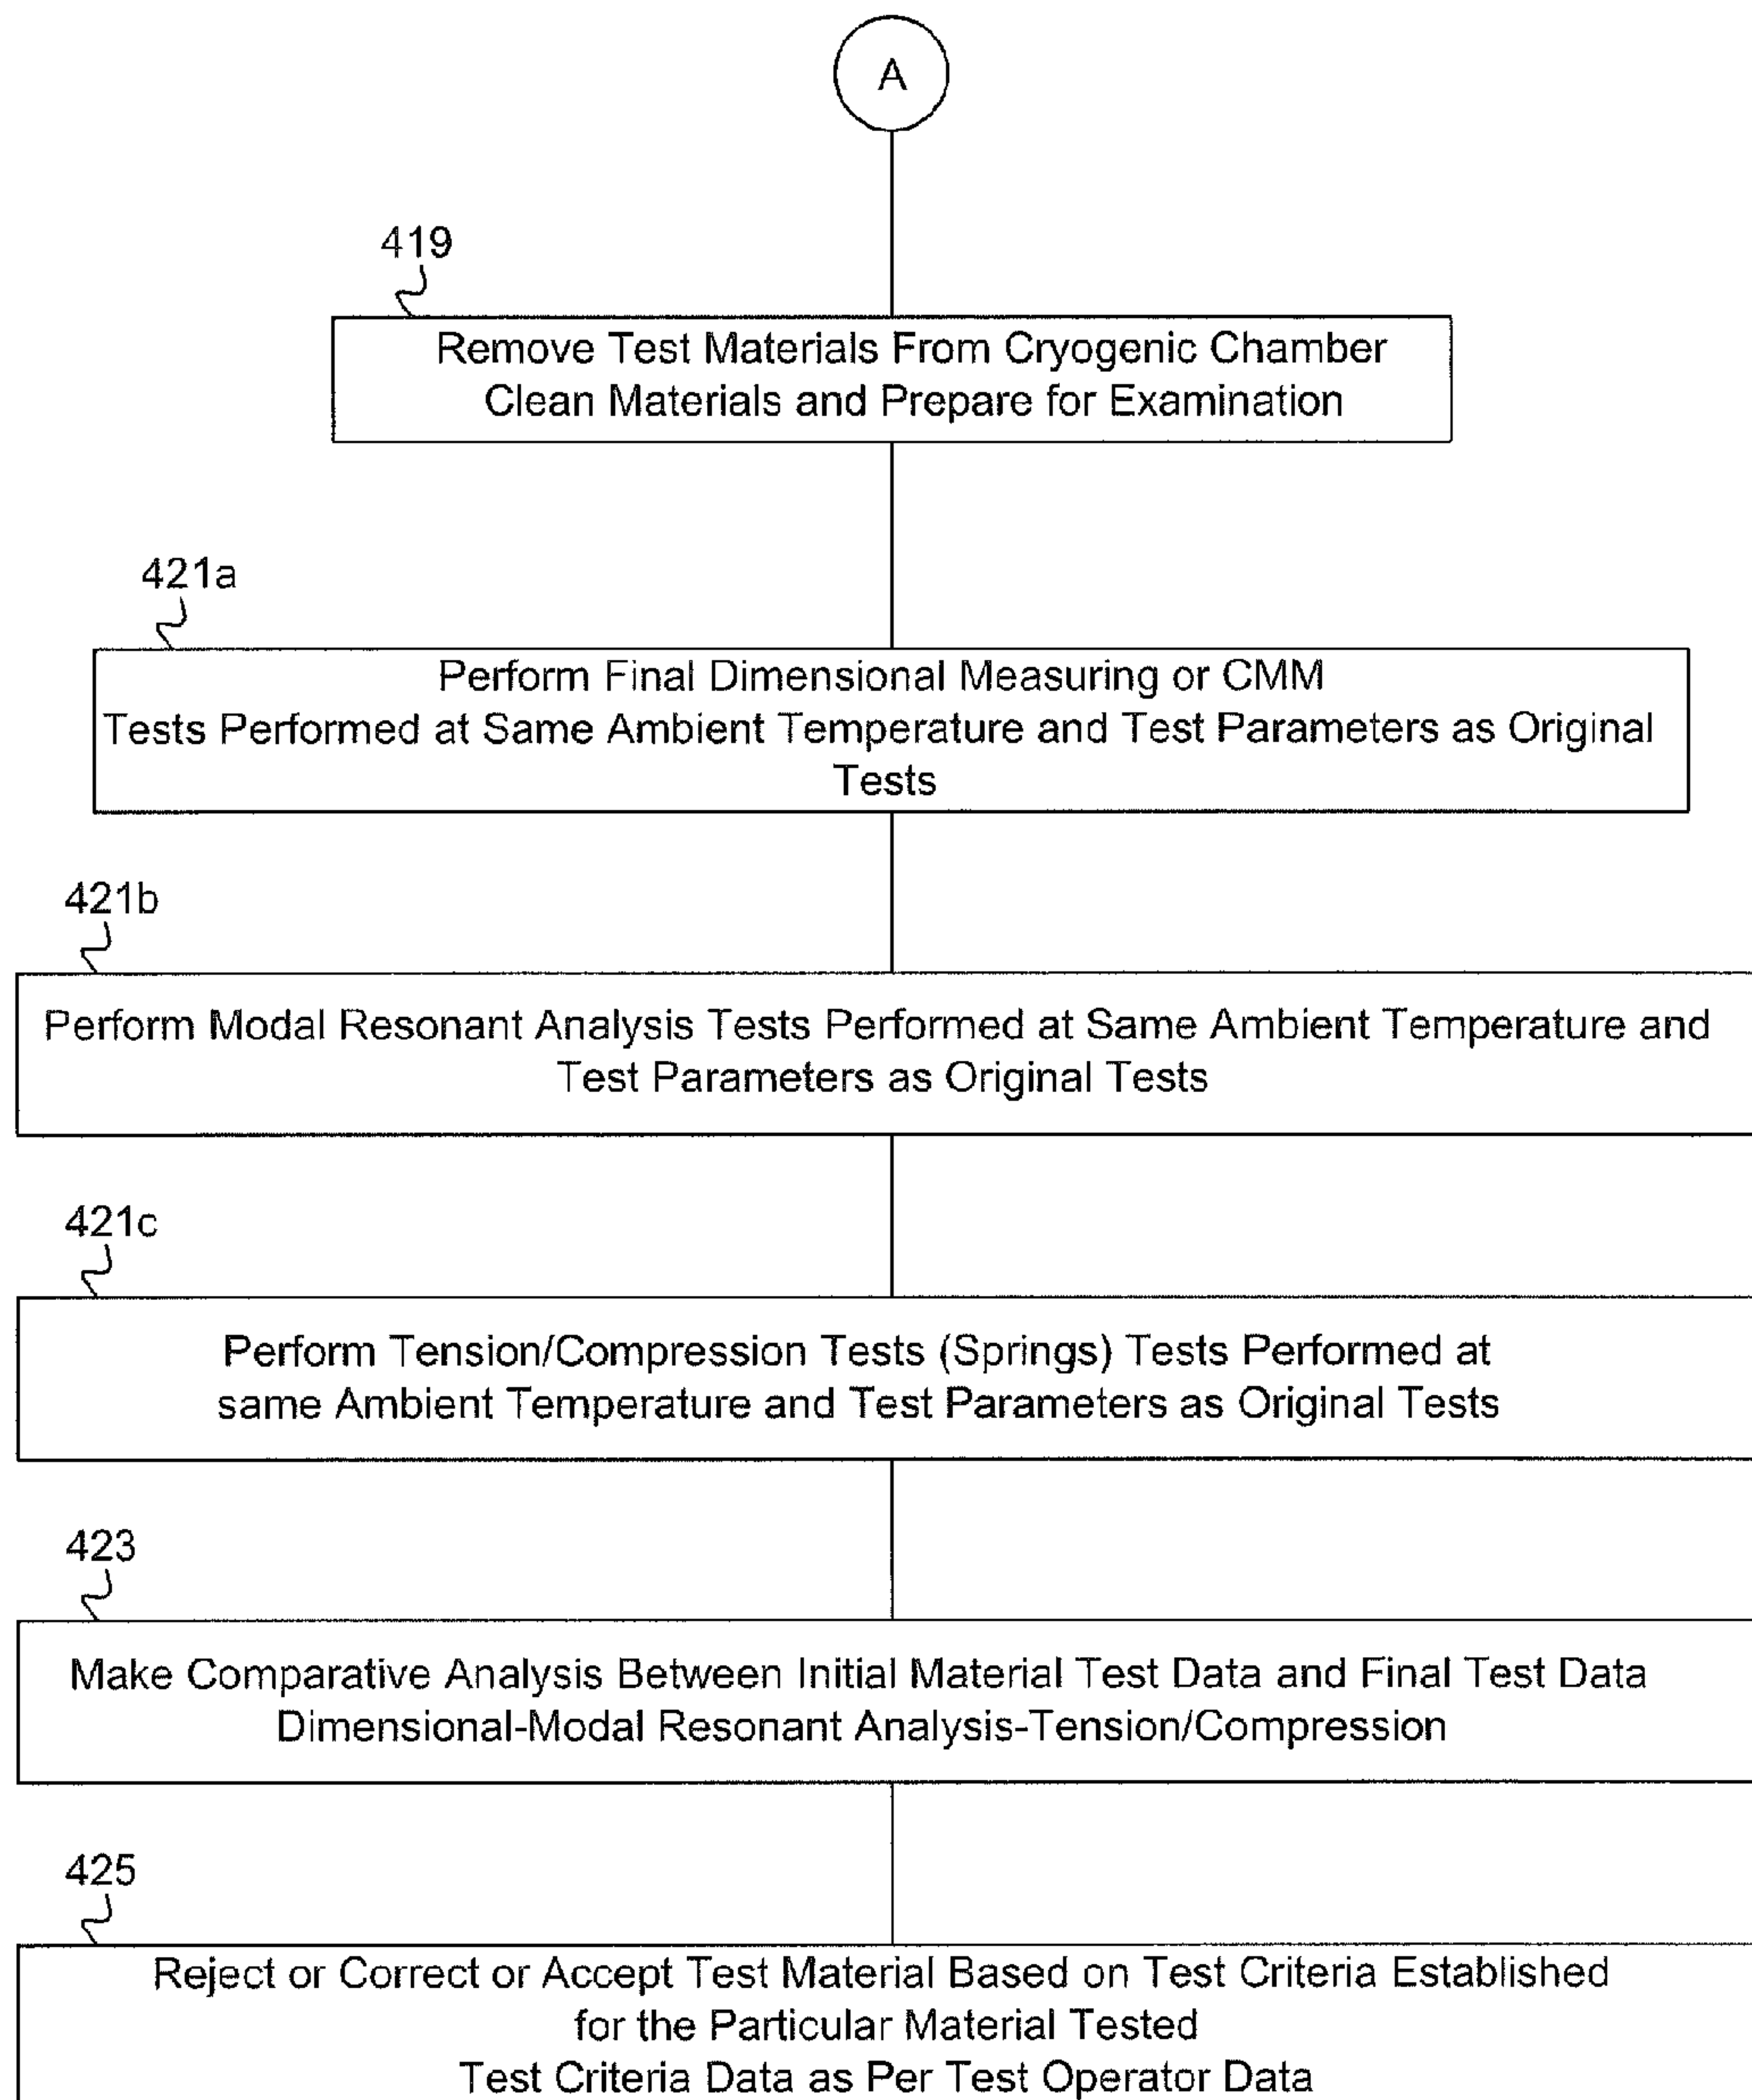 A
419
Remove Test Materials From Cryogenic Chamber
Clean Materials and Prepare for Examination
421a
Perform Final Dimensional Measuring or CMM
Tests Performed at Same Ambient Temperature and Test Parameters as Original
Tests
421b
Perform Modal Resonant Analysis Tests Performed at Same Ambient Temperature and
Test Parameters as Original Tests
421c
Perform Tension/Compression Tests (Springs) Tests Performed at
same Ambient Temperature and Test Parameters as Original Tests
423
Make Comparative Analysis Between Initial Material Test Data and Final Test Data
Dimensional-Modal Resonant Analysis-Tension/Compression
425
Reject or Correct or Accept Test Material Based on Test Criteria Established
for the Particular Material Tested
Test Criteria Data as Per Test Operator Data